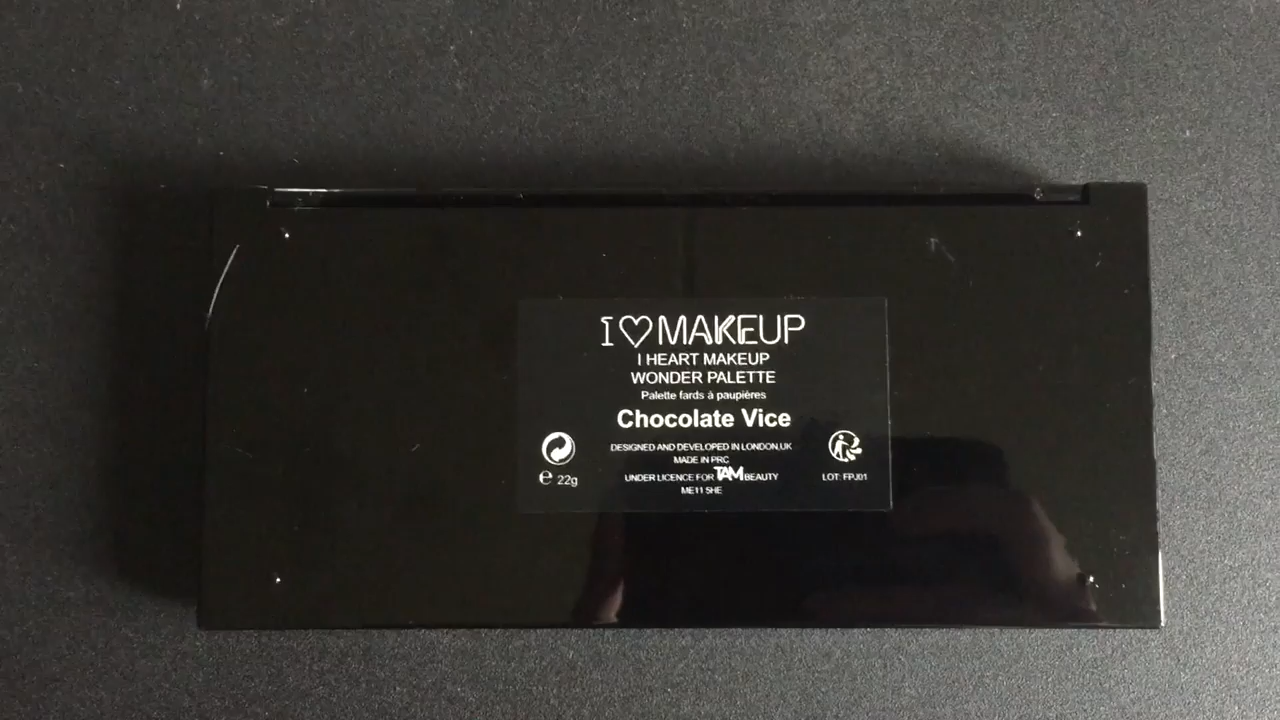 I ♡ MAKEUP
I HEART MAKEUP
WONDER PALETTE
Palette fards à paupières
Chocolate Vice
DESIGNED AND DEVELOPED IN LONDON,UK
MADE IN PRC
UNDER LICENCE FOR TAM BEAUTY
ME11 5HE
e 22g
LOT: FPJ01